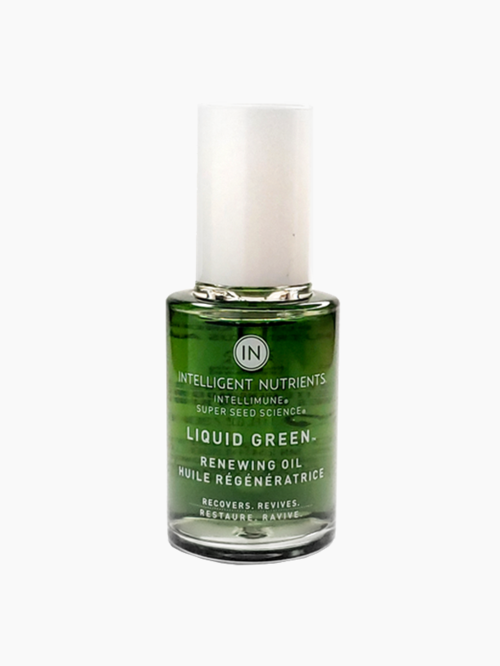 IN
INTELLIGENT NUTRIENTS.
INTELLIMUNE®
SUPER SEED SCIENCE®
LIQUID GREEN™
RENEWING OIL
HUILE RÉGÉNÉRATRICE
RECOVERS. REVIVES.
RESTAURE. RAVIVE.